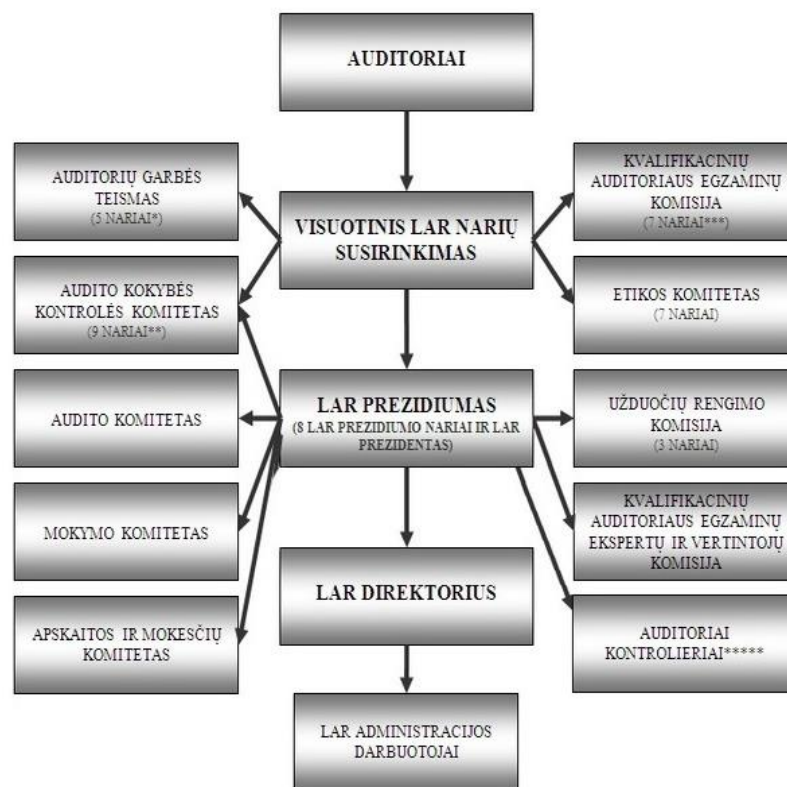 AUDITORIAI
AUDITORIŲ GARBĖS
TEISMAS
(5 NARIAI*)
KVALIFIKACINIŲ
AUDITORIAUS EGZAMINŲ
KOMISIJA
(7 NARIAI***)
VISUOTINIS LAR NARIŲ
SUSIRINKIMAS
AUDITO KOKYBĖS
KONTROLĖS KOMITETAS
(9 NARIAI**)
ETIKOS KOMITETAS
(7 NARIAI)
AUDITO KOMITETAS
LAR PREZIDIUMAS
(8 LAR PREZIDIUMO NARIAI IR LAR
PREZIDENTAS)
UŽDUOČIŲ RENGIMO
KOMISIJA
(3 NARIAI)
MOKYMO KOMITETAS
KVALIFIKACINIŲ
AUDITORIAUS EGZAMINŲ
EKSPERTŲ IR VERTINTOJŲ
KOMISIJA
LAR DIREKTORIUS
APSKAITOS IR MOKESČIŲ
KOMITETAS
AUDITORIAI
KONTROLIERIAI*****
LAR ADMINISTRACIJOS
DARBUOTOJAI